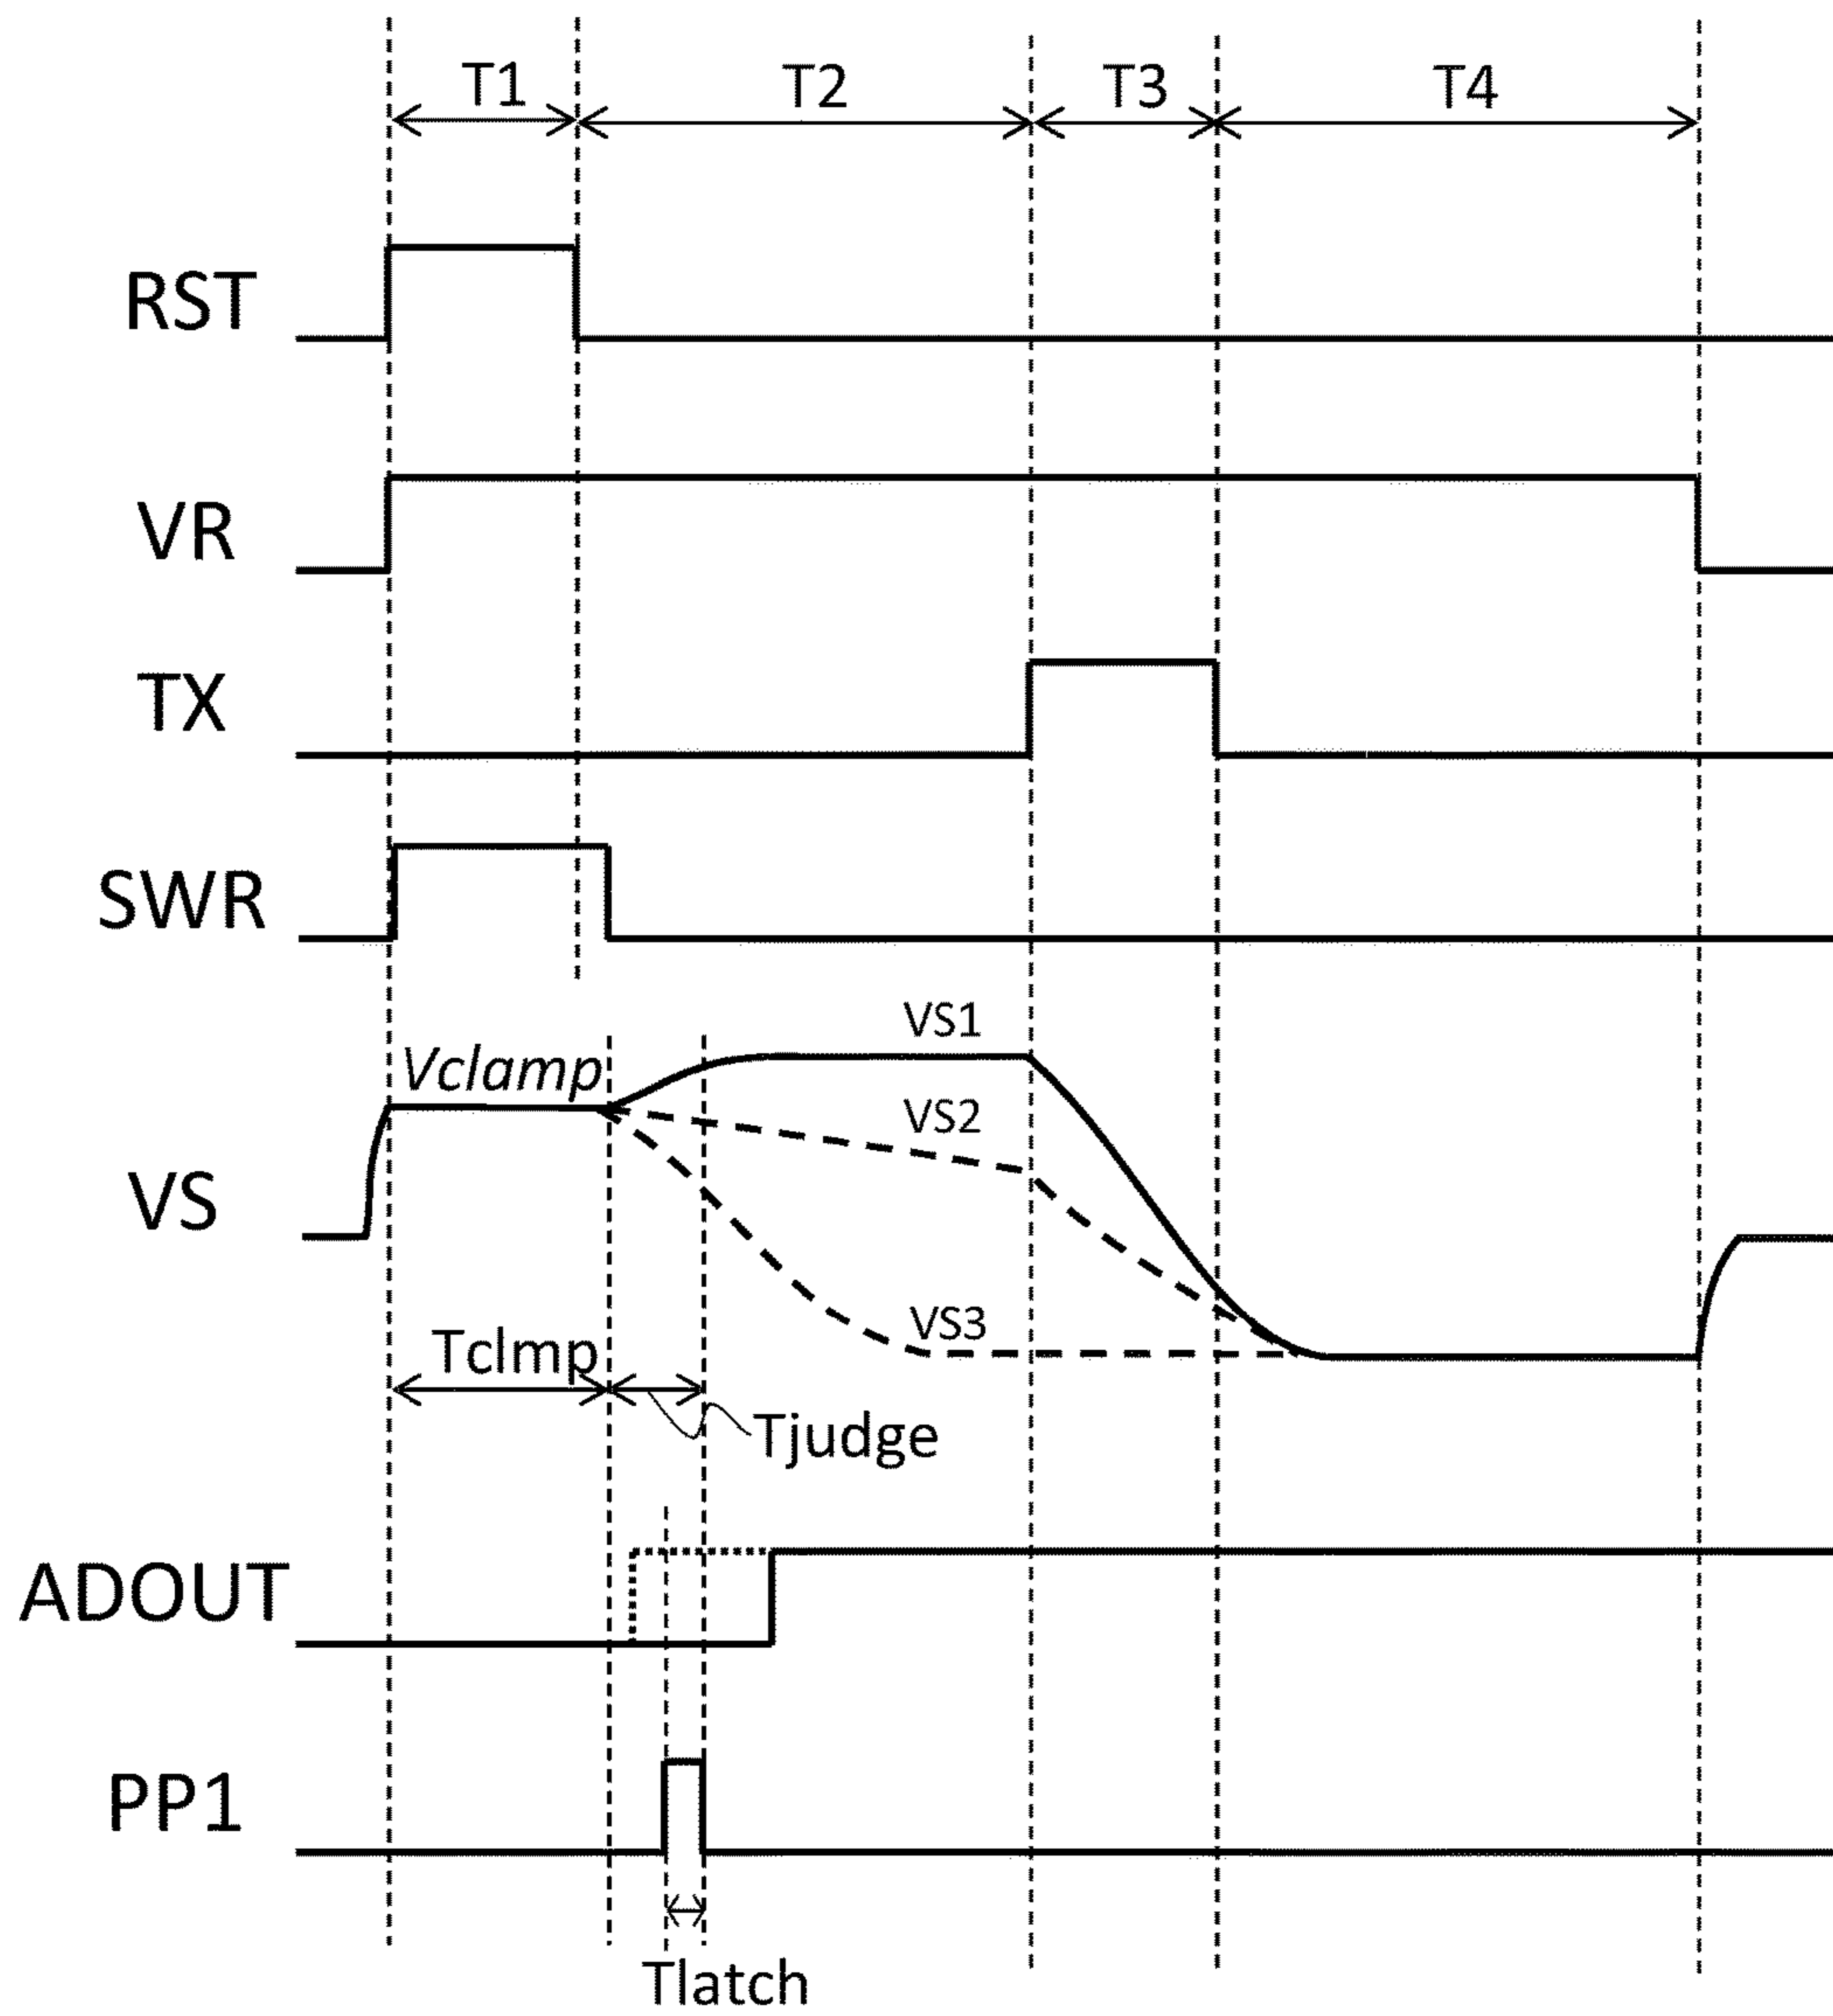 T1 T2 T3 T4
RST
VR
TX
SWR
VS1
Vclamp
VS2
VS
VS3
Tclmp
Tjudge
ADOUT
PP1
Tlatch